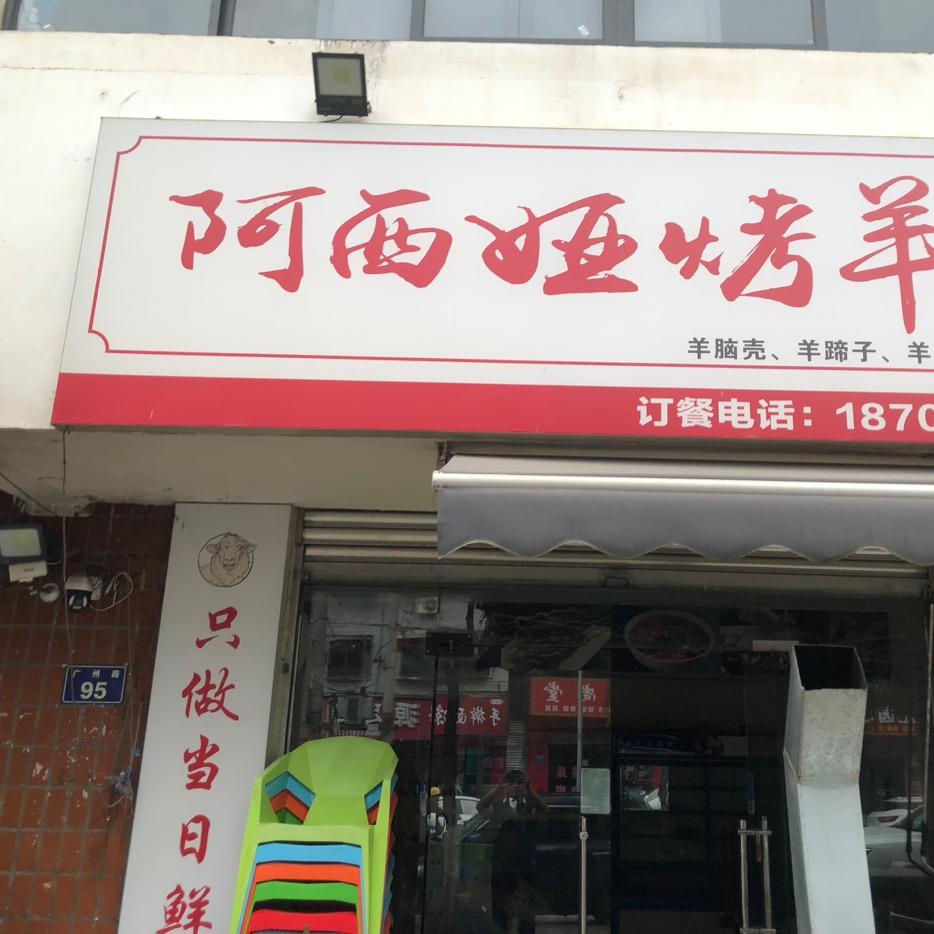 阿西娅烤羊
羊脑壳、羊蹄子、羊
订餐电话：1870
只做当日鲜
广州路
95